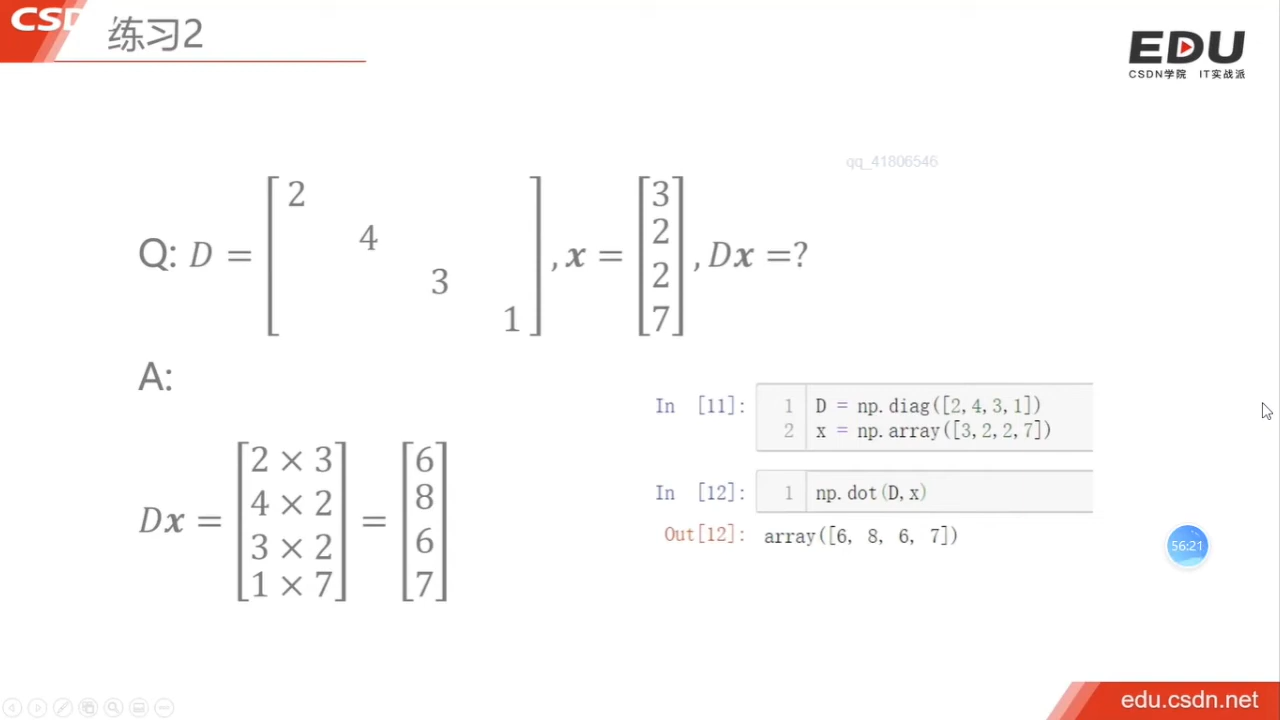 CSD
练习2
EDU
CSDN学院 IT实战派
qq_41806546
Q: D = [2 4 3 1], x = [3 2 2 7], Dx =?
A:
Dx = [2 × 3 4 × 2 3 × 2 1 × 7] = [6 8 6 7]
In [11]:
1 D = np.diag([2,4,3,1])
2 x = np.array([3,2,2,7])
In [12]:
1 np.dot(D,x)
Out[12]: array([6, 8, 6, 7])
56:21
edu.csdn.net